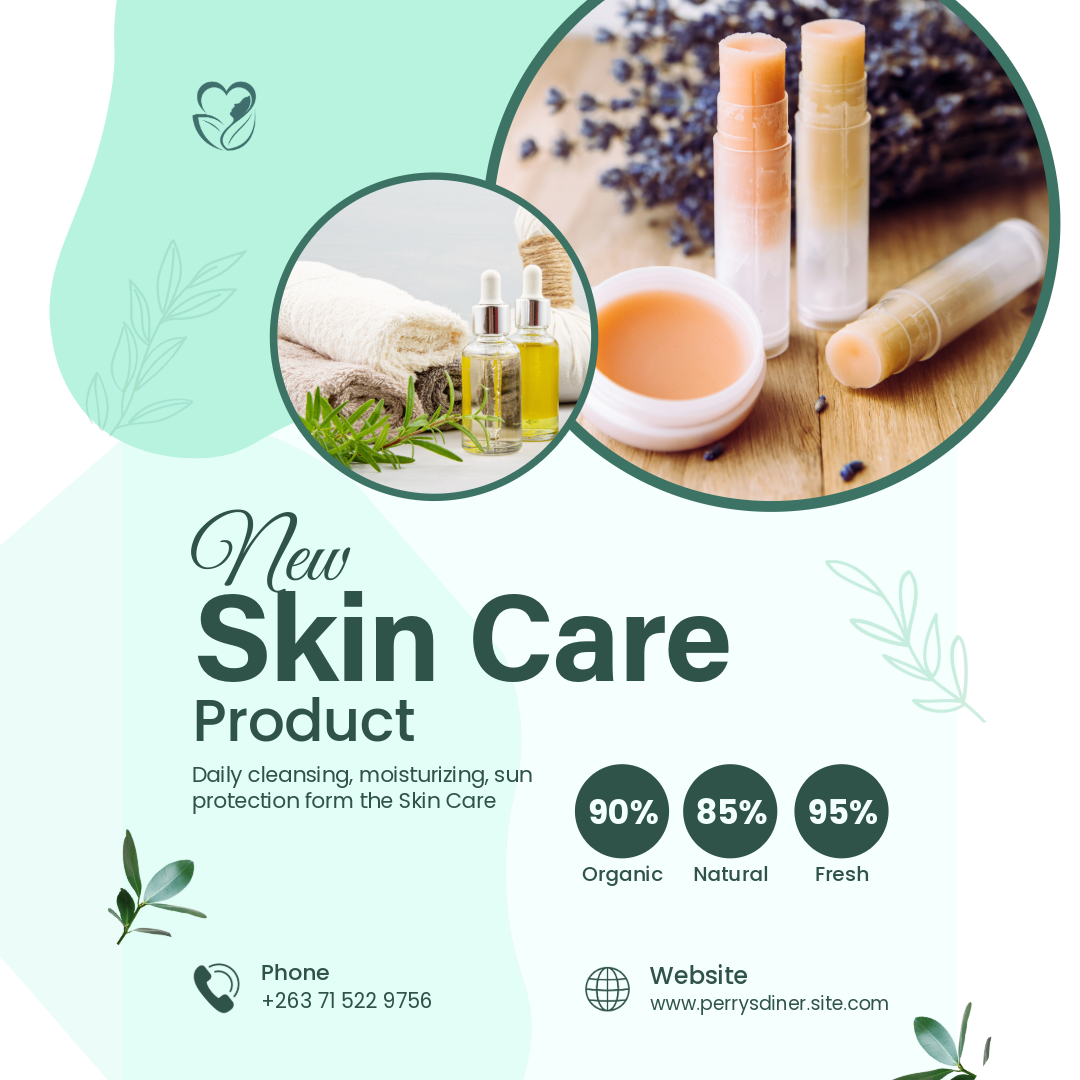 New
Skin Care
Product
Daily cleansing, moisturizing, sun
protection form the Skin Care
90% 85% 95%
Organic Natural Fresh
Phone
+263 71 522 9756
Website
www.perrysdiner.site.com